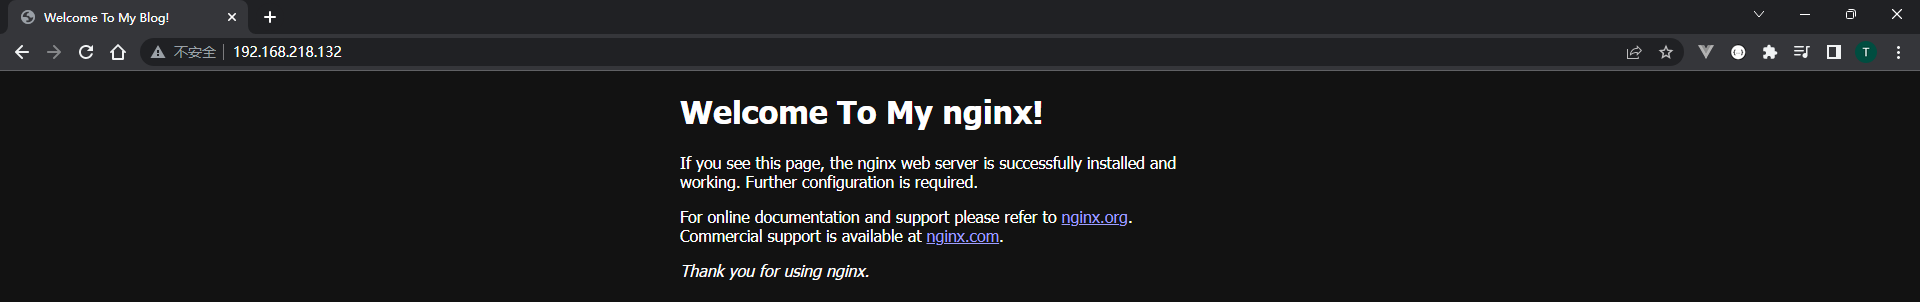 Welcome To My Blog!
不安全
192.168.218.132
T
Welcome To My nginx!
If you see this page, the nginx web server is successfully installed and
working. Further configuration is required.
For online documentation and support please refer to nginx.org.
Commercial support is available at nginx.com.
Thank you for using nginx.